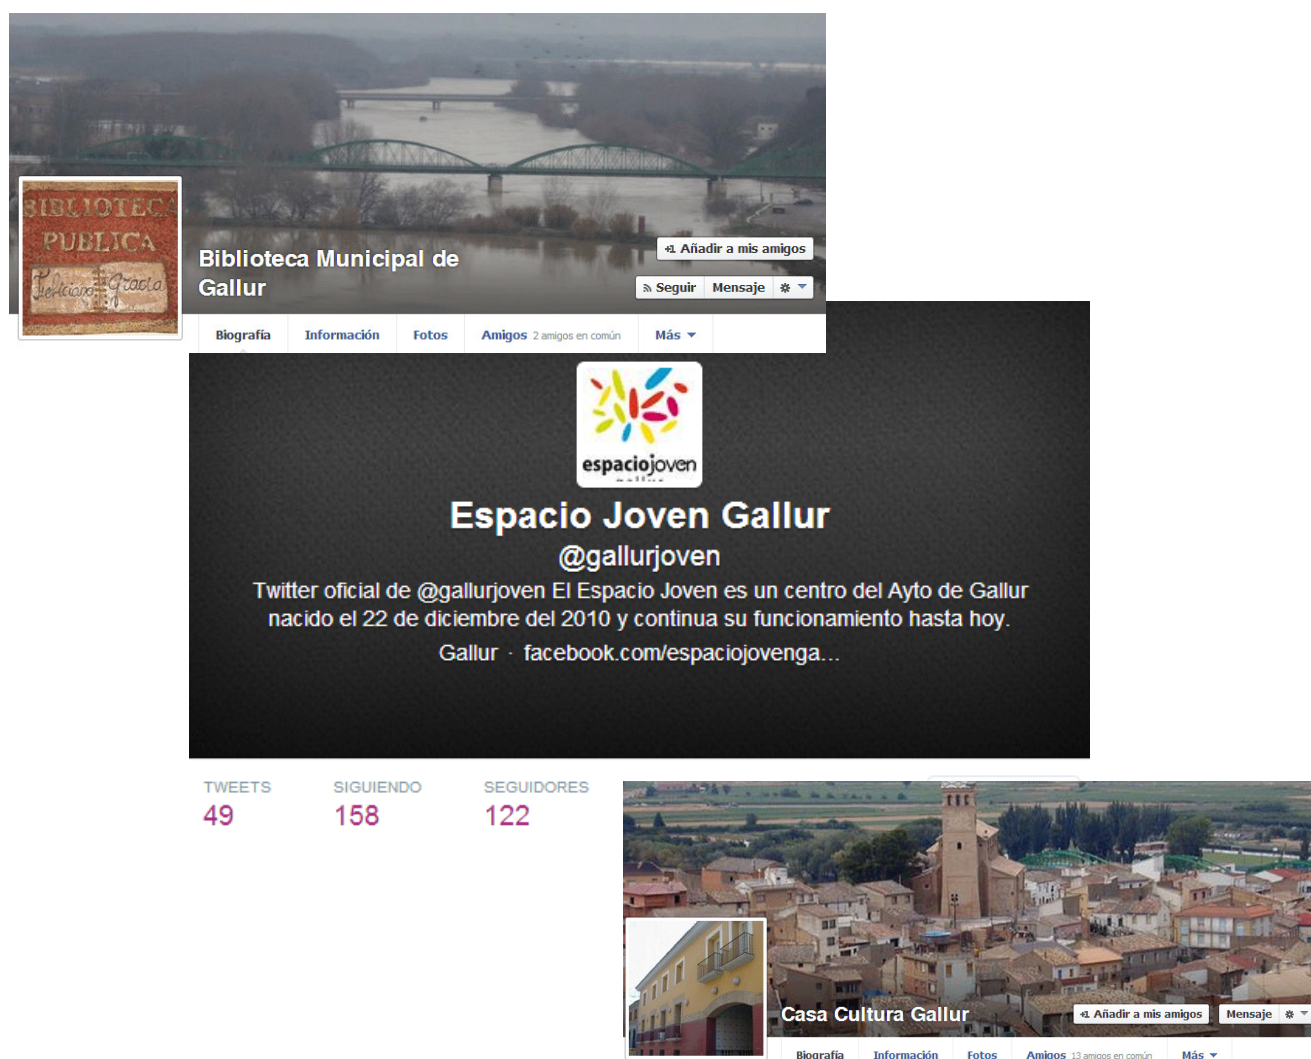 BIBLIOTECA
PUBLICA
Feliciano Gracia
Biblioteca Municipal de
Gallur
+1 Añadir a mis amigos
Seguir Mensaje
Biografía Información Fotos Amigos 2 amigos en común Más
espaciojoven
Espacio Joven Gallur
@gallurjoven
Twitter oficial de @gallurjoven El Espacio Joven es un centro del Ayto de Gallur
nacido el 22 de diciembre del 2010 y continua su funcionamiento hasta hoy.
Gallur · facebook.com/espaciojovenga...
TWEETS SIGUIENDO SEGUIDORES
49 158 122
Casa Cultura Gallur
+1 Añadir a mis amigos Mensaje
Biografía Información Fotos Amigos 13 amigos en común Más